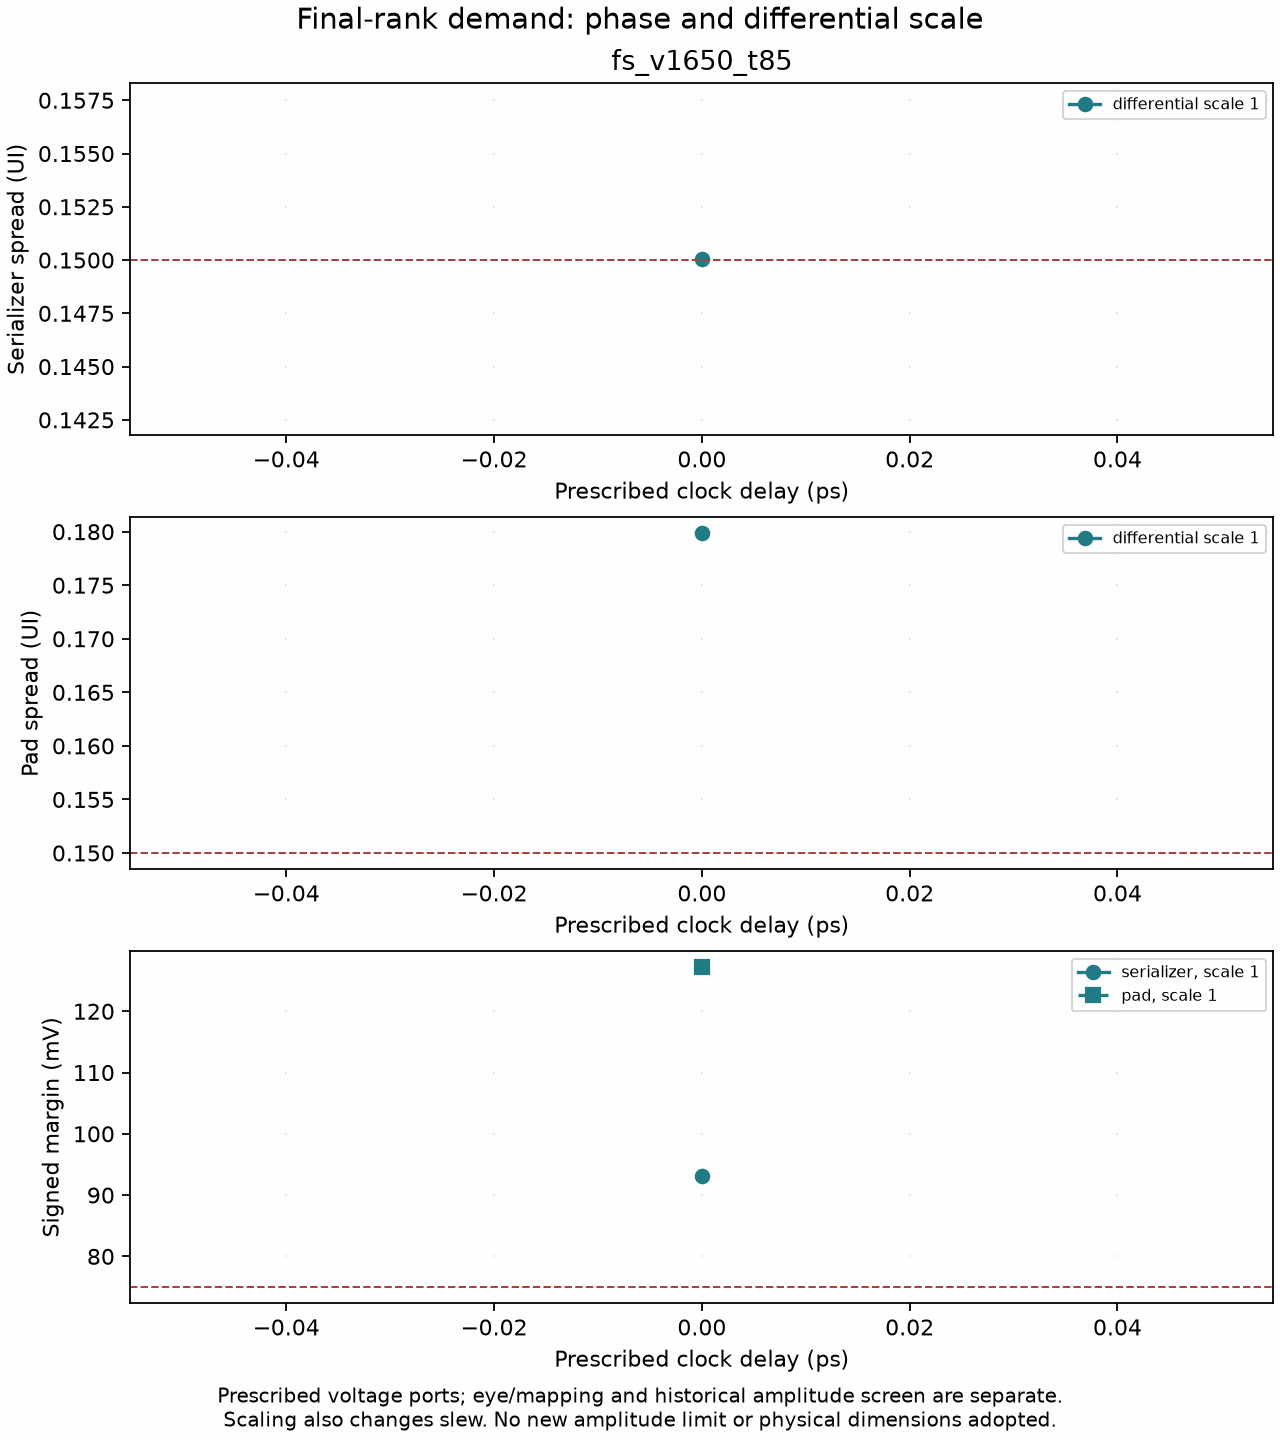 Final-rank demand: phase and differential scale
fs_v1650_t85
Serializer spread (UI)
0.1575
0.1550
0.1525
0.1500
0.1475
0.1450
0.1425
differential scale 1
−0.04
−0.02
0.00
0.02
0.04
Prescribed clock delay (ps)
Pad spread (UI)
0.180
0.175
0.170
0.165
0.160
0.155
0.150
differential scale 1
−0.04
−0.02
0.00
0.02
0.04
Prescribed clock delay (ps)
Signed margin (mV)
120
110
100
90
80
serializer, scale 1
pad, scale 1
−0.04
−0.02
0.00
0.02
0.04
Prescribed clock delay (ps)
Prescribed voltage ports; eye/mapping and historical amplitude screen are separate.
Scaling also changes slew. No new amplitude limit or physical dimensions adopted.